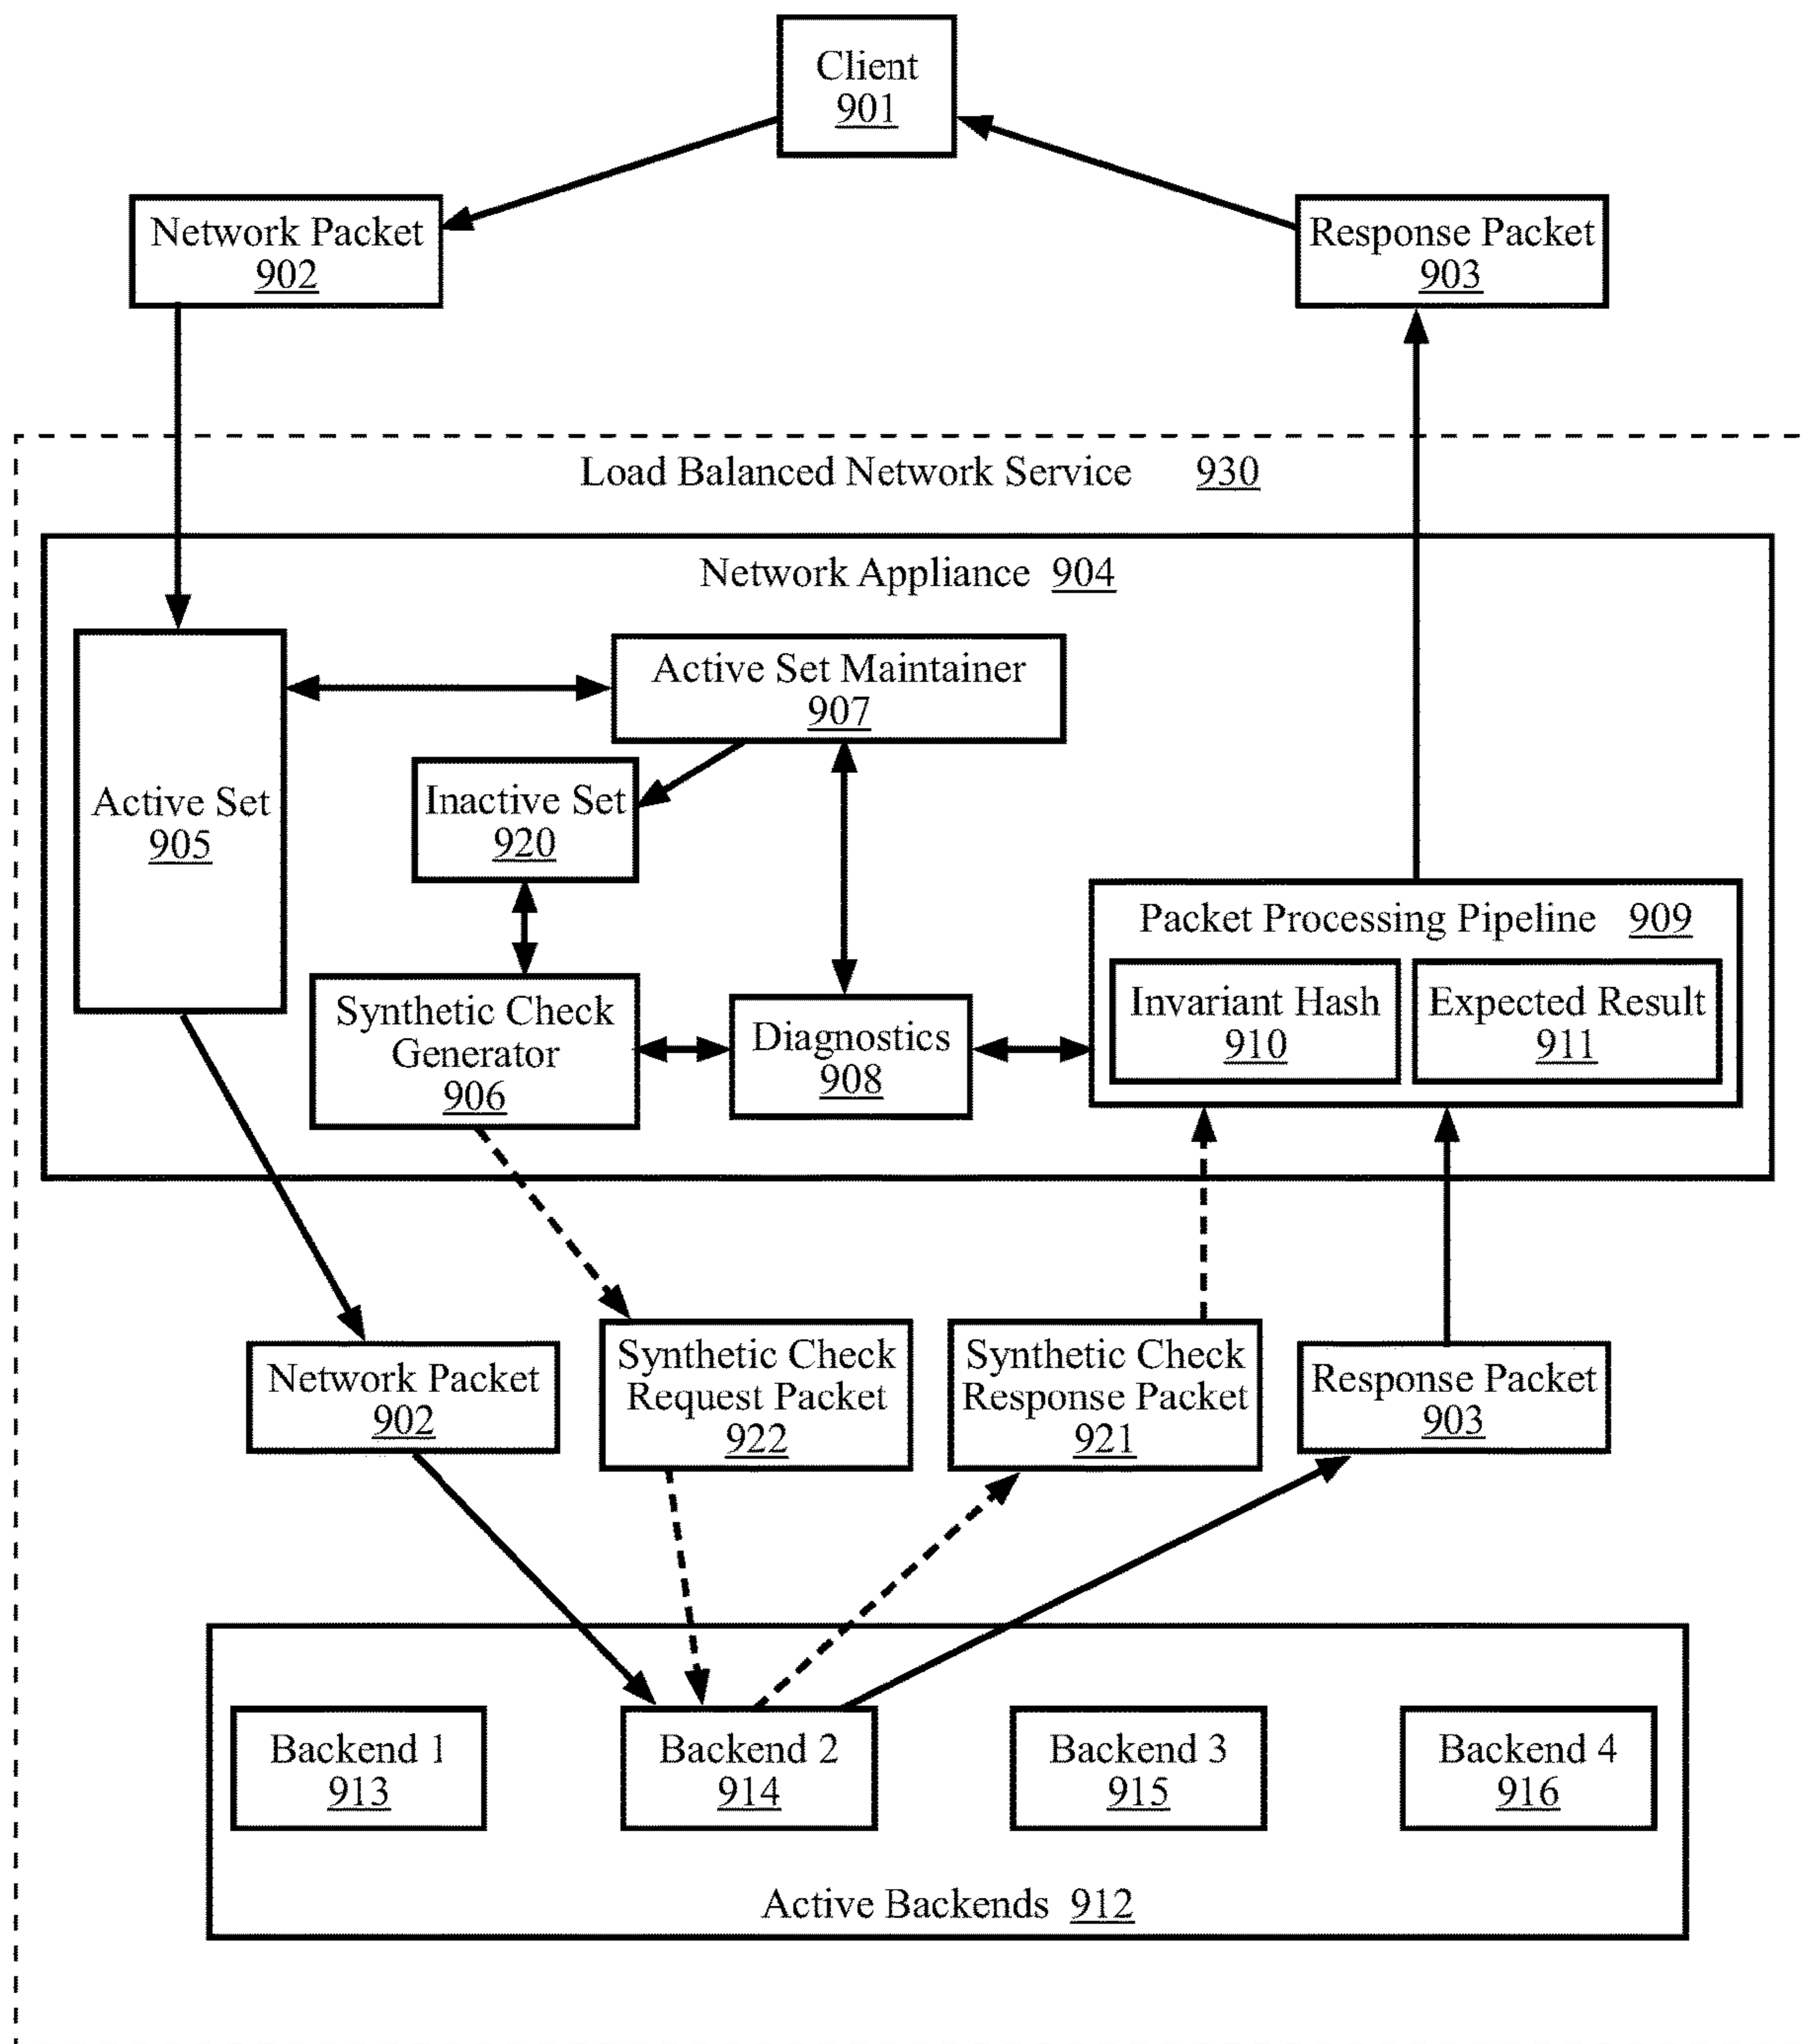 Client
901
Network Packet
902
Response Packet
903
Load Balanced Network Service 930
Network Appliance 904
Active Set Maintainer
907
Active Set
905
Inactive Set
920
Packet Processing Pipeline 909
Invariant Hash
910
Expected Result
911
Synthetic Check
Generator
906
Diagnostics
908
Network Packet
902
Synthetic Check
Request Packet
922
Synthetic Check
Response Packet
921
Response Packet
903
Backend 1
913
Backend 2
914
Backend 3
915
Backend 4
916
Active Backends 912